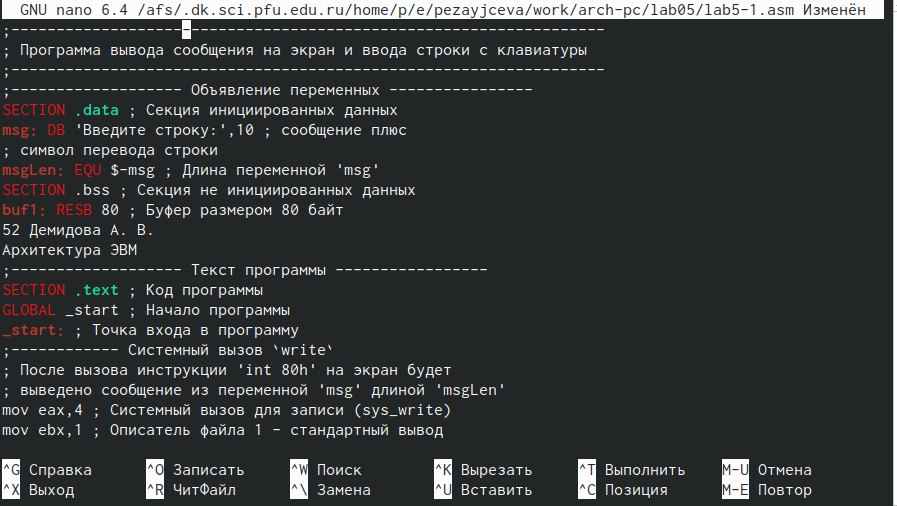 GNU nano 6.4 /afs/.dk.sci.pfu.edu.ru/home/p/e/pezayjceva/work/arch-pc/lab05/lab5-1.asm Изменён
;------------------------------------------------------------------
; Программа вывода сообщения на экран и ввода строки с клавиатуры
;------------------------------------------------------------------
;------------------- Объявление переменных ----------------
SECTION .data ; Секция инициированных данных
msg: DB 'Введите строку:',10 ; сообщение плюс
; символ перевода строки
msgLen: EQU $-msg ; Длина переменной 'msg'
SECTION .bss ; Секция не инициированных данных
buf1: RESB 80 ; Буфер размером 80 байт
52 Демидова А. В.
Архитектура ЭВМ
;------------------- Текст программы -----------------
SECTION .text ; Код программы
GLOBAL _start ; Начало программы
_start: ; Точка входа в программу
;------------ Системный вызов `write`
; После вызова инструкции 'int 80h' на экран будет
; выведено сообщение из переменной 'msg' длиной 'msgLen'
mov eax,4 ; Системный вызов для записи (sys_write)
mov ebx,1 ; Описатель файла 1 - стандартный вывод
^G Справка ^O Записать ^W Поиск ^K Вырезать ^T Выполнить M-U Отмена
^X Выход ^R ЧитФайл ^\ Замена ^U Вставить ^C Позиция M-E Повтор